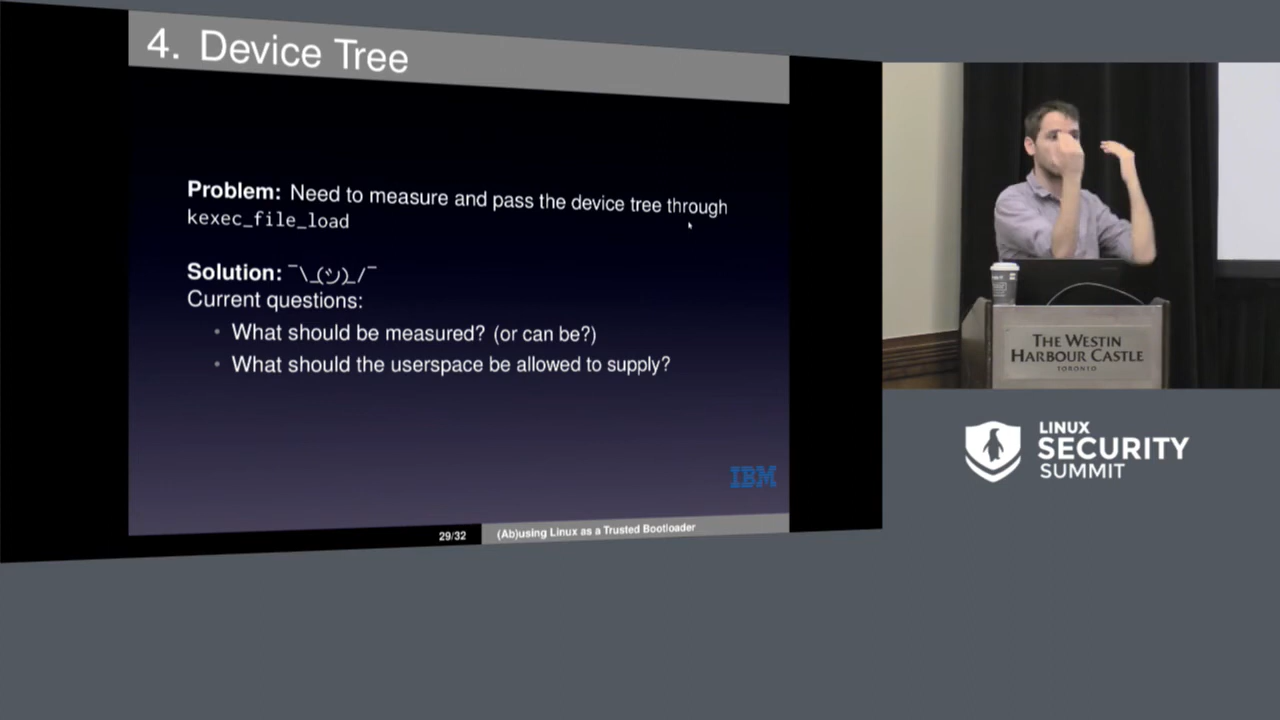 4. Device Tree
Problem: Need to measure and pass the device tree through
kexec_file_load
Solution: ¯\_(ツ)_/¯
Current questions:
• What should be measured? (or can be?)
• What should the userspace be allowed to supply?
IBM
29/32 (Ab)using Linux as a Trusted Bootloader
THE WESTIN
HARBOUR CASTLE
TORONTO
LINUX
SECURITY
SUMMIT